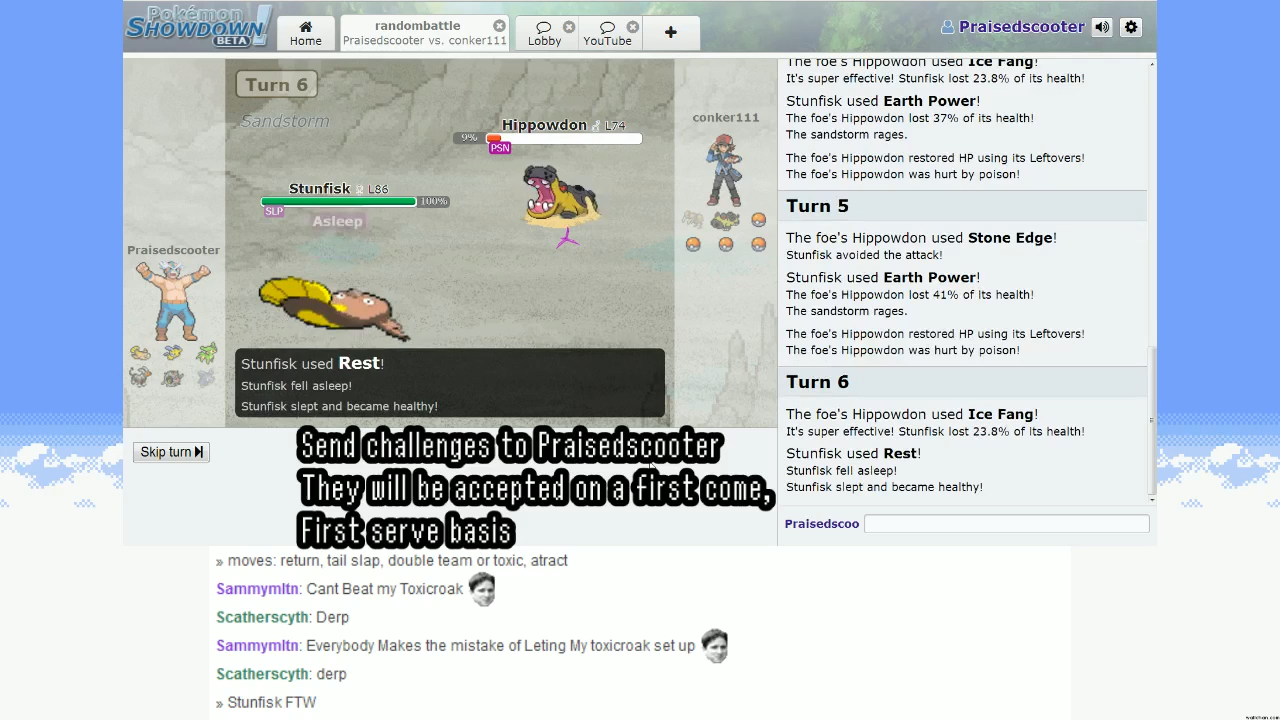 Pokémon
SHOWDOWN!
BETA
Home
randombattle
Praisedscooter vs. conker111
Lobby
YouTube
Praisedscooter
Turn 6
Sandstorm
Hippowdon ♂ L74
9%
PSN
Stunfisk ♂ L86
100%
SLP
Asleep
conker111
Praisedscooter
Stunfisk used Rest!
Stunfisk fell asleep!
Stunfisk slept and became healthy!
Skip turn
Send challenges to Praisedscooter
They will be accepted on a first come,
First serve basis
The foe's Hippowdon used Ice Fang!
It's super effective! Stunfisk lost 23.8% of its health!
Stunfisk used Earth Power!
The foe's Hippowdon lost 37% of its health!
The sandstorm rages.
The foe's Hippowdon restored HP using its Leftovers!
The foe's Hippowdon was hurt by poison!
Turn 5
The foe's Hippowdon used Stone Edge!
Stunfisk avoided the attack!
Stunfisk used Earth Power!
The foe's Hippowdon lost 41% of its health!
The sandstorm rages.
The foe's Hippowdon restored HP using its Leftovers!
The foe's Hippowdon was hurt by poison!
Turn 6
The foe's Hippowdon used Ice Fang!
It's super effective! Stunfisk lost 23.8% of its health!
Stunfisk used Rest!
Stunfisk fell asleep!
Stunfisk slept and became healthy!
Praisedscoo
» moves: return, tail slap, double team or toxic, atract
Sammymltn: Cant Beat my Toxicroak
Scatherscyth: Derp
Sammymltn: Everybody Makes the mistake of Leting My toxicroak set up
Scatherscyth: derp
» Stunfisk FTW
wallchan.com